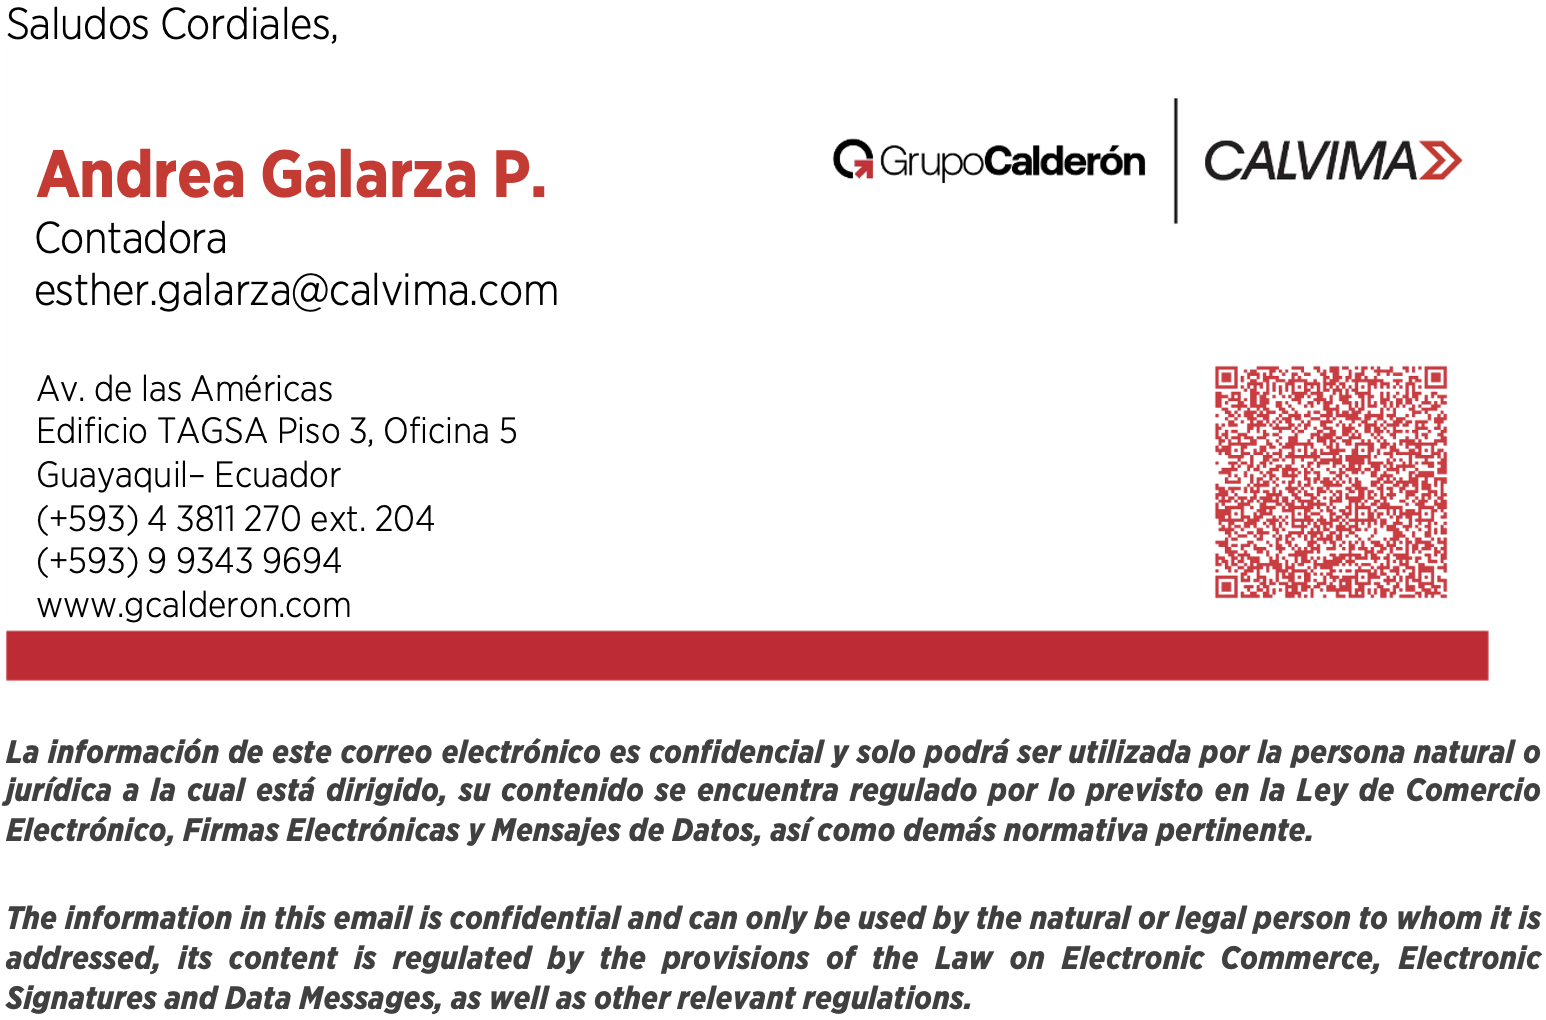 Saludos Cordiales,
Andrea Galarza P.
Contadora
esther.galarza@calvima.com
GrupoCalderón
CALVIMA
Av. de las Américas
Edificio TAGSA Piso 3, Oficina 5
Guayaquil– Ecuador
(+593) 4 3811 270 ext. 204
(+593) 9 9343 9694
www.gcalderon.com
La información de este correo electrónico es confidencial y solo podrá ser utilizada por la persona natural o
jurídica a la cual está dirigido, su contenido se encuentra regulado por lo previsto en la Ley de Comercio
Electrónico, Firmas Electrónicas y Mensajes de Datos, así como demás normativa pertinente.
The information in this email is confidential and can only be used by the natural or legal person to whom it is
addressed, its content is regulated by the provisions of the Law on Electronic Commerce, Electronic
Signatures and Data Messages, as well as other relevant regulations.